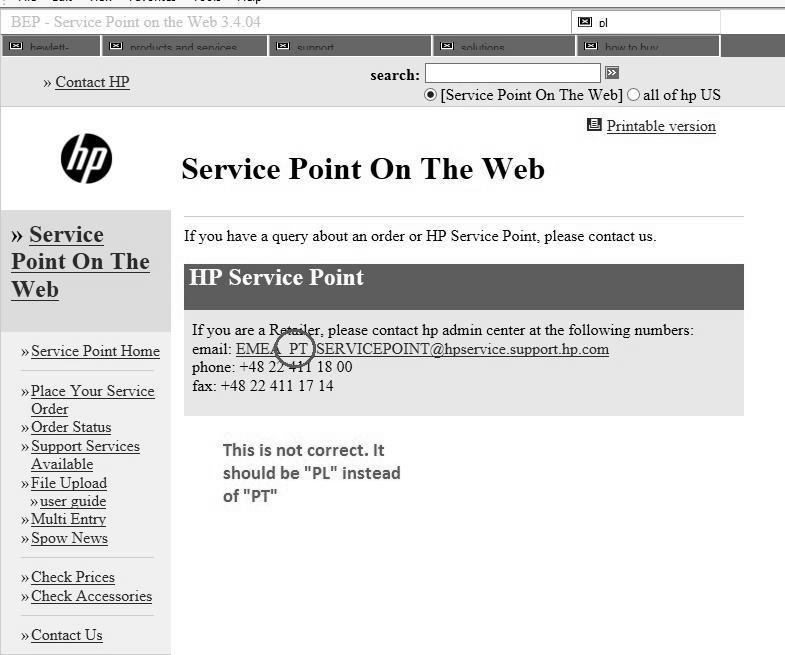 BEP - Service Point on the Web 3.4.04
pl
hewlett-
products and services
support
solutions
how to buy
» Contact HP
search:
[Service Point On The Web] all of hp US
Printable version
hp
Service Point On The Web
» Service
Point On The
Web
»Service Point Home
»Place Your Service
Order
»Order Status
»Support Services
Available
»File Upload
»user guide
»Multi Entry
»Spow News
»Check Prices
»Check Accessories
»Contact Us
If you have a query about an order or HP Service Point, please contact us.
HP Service Point
If you are a Retailer, please contact hp admin center at the following numbers:
email: EMEA_PT_SERVICEPOINT@hpservice.support.hp.com
phone: +48 22 411 18 00
fax: +48 22 411 17 14
This is not correct. It
should be "PL" instead
of "PT"